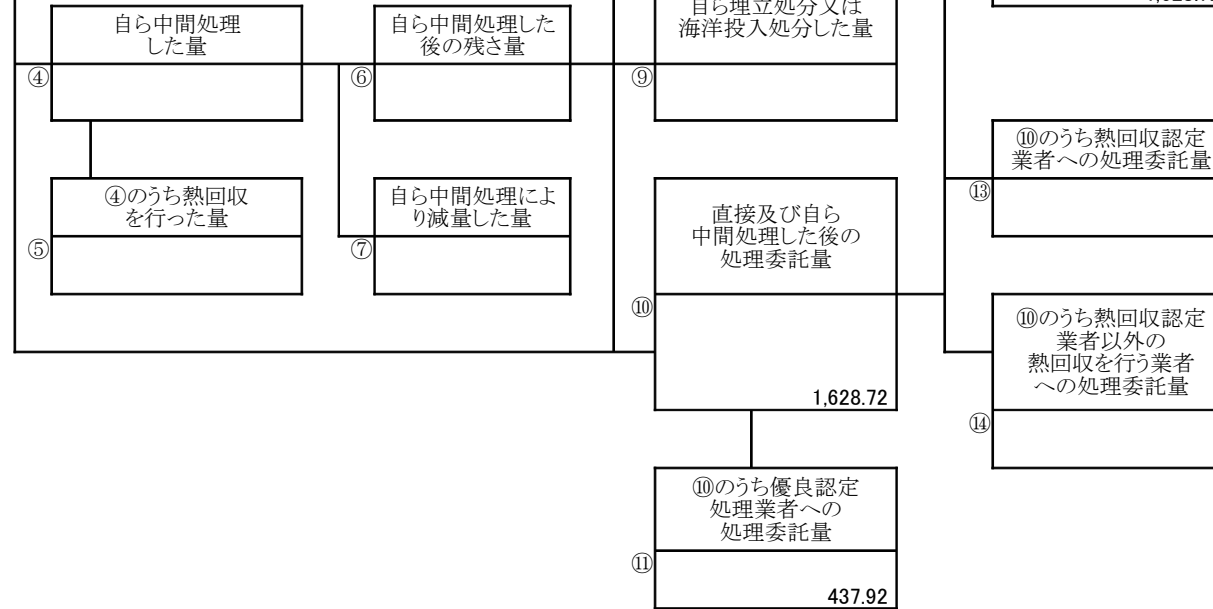 自ら中間処理
した量
④
④のうち熱回収
を行った量
⑤
自ら中間処理した
後の残さ量
⑥
自ら中間処理によ
り減量した量
⑦
自ら埋立処分又は
海洋投入処分した量
⑨
直接及び自ら
中間処理した後の
処理委託量
⑩
1,628.72
⑩のうち優良認定
処理業者への
処理委託量
⑪
437.92
⑩のうち熱回収認定
業者への処理委託量
⑬
⑩のうち熱回収認定
業者以外の
熱回収を行う業者
への処理委託量
⑭